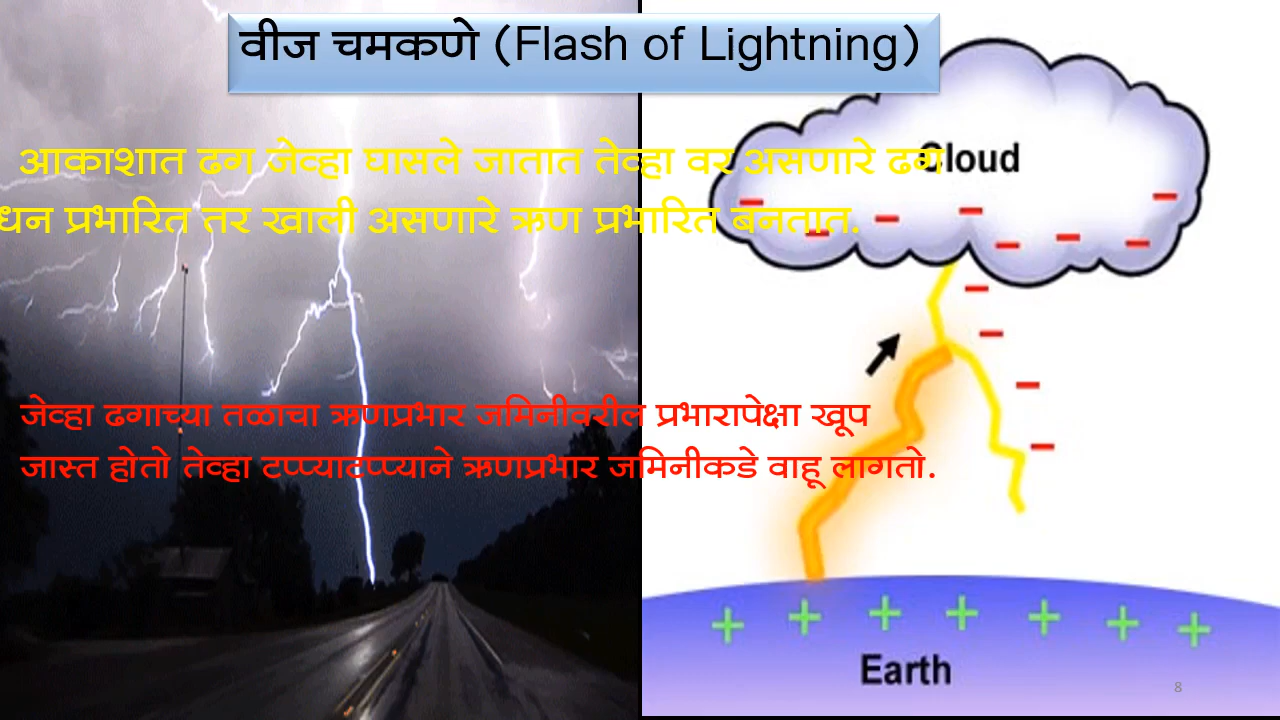 वीज चमकणे (Flash of Lightning)
आकाशात ढग जेव्हा घासले जातात तेव्हा वर असणारे ढग
धन प्रभारित तर खाली असणारे ऋण प्रभारित बनतात.
Cloud
जेव्हा ढगाच्या तळाचा ऋणप्रभार जमिनीवरील प्रभारापेक्षा खूप
जास्त होतो तेव्हा टप्प्याटप्प्याने ऋणप्रभार जमिनीकडे वाहू लागतो.
Earth
8